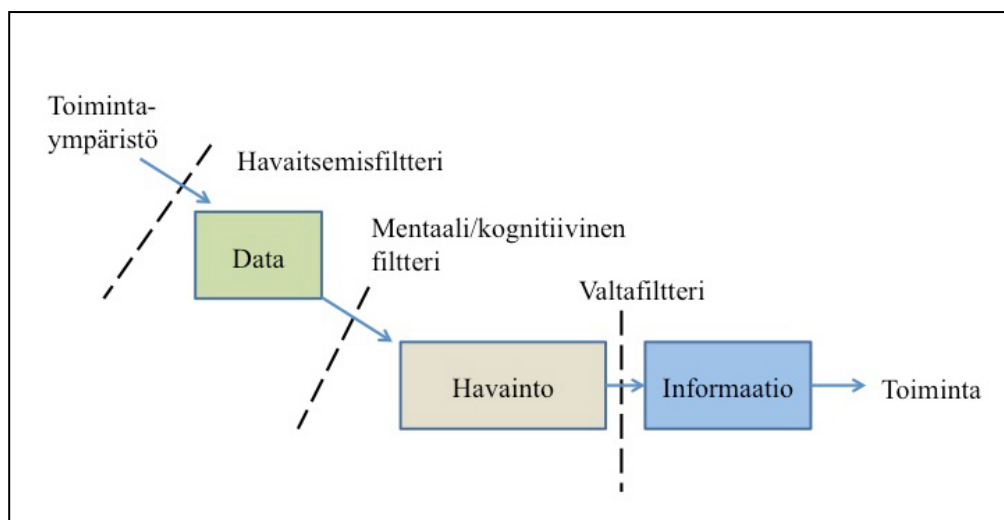 Toiminta-
ympäristö
Havaitsemisfiltteri
Data
Mentaali/kognitiivinen
filtteri
Valtafiltteri
Havainto
Informaatio
Toiminta